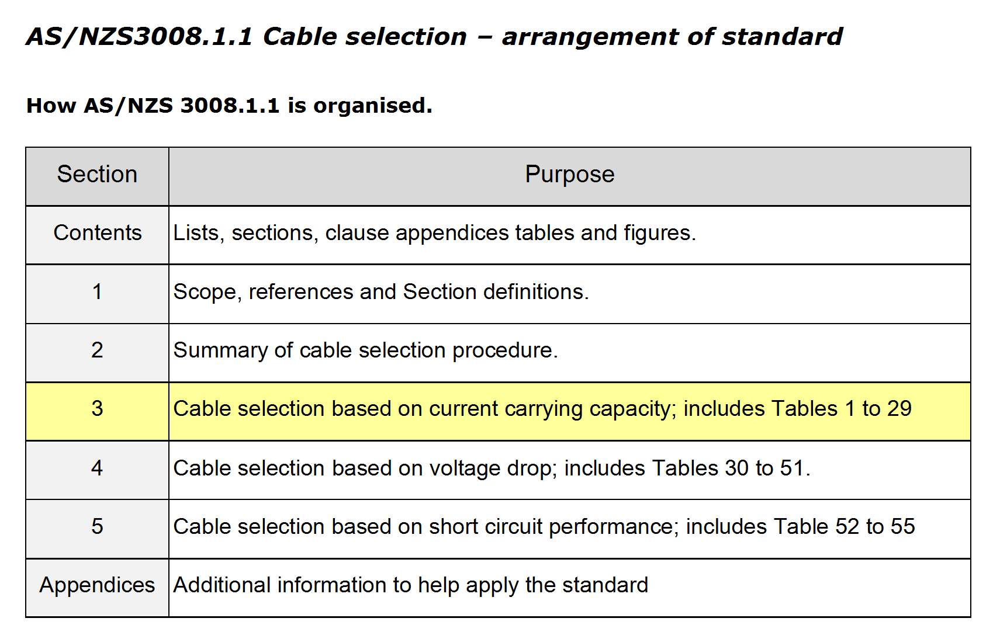 AS/NZS3008.1.1 Cable selection – arrangement of standard
How AS/NZS 3008.1.1 is organised.
Section Purpose
Contents Lists, sections, clause appendices tables and figures.
1 Scope, references and Section definitions.
2 Summary of cable selection procedure.
3 Cable selection based on current carrying capacity; includes Tables 1 to 29
4 Cable selection based on voltage drop; includes Tables 30 to 51.
5 Cable selection based on short circuit performance; includes Table 52 to 55
Appendices Additional information to help apply the standard